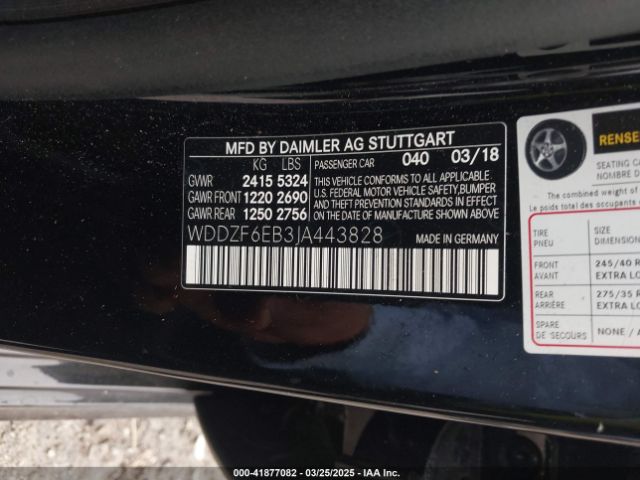 MFD BY DAIMLER AG STUTTGART
KG LBS
GVWR 2415 5324
GAWR FRONT 1220 2690
GAWR REAR 1250 2756
PASSENGER CAR 040 03/18
THIS VEHICLE CONFORMS TO ALL APPLICABLE
U.S. FEDERAL MOTOR VEHICLE SAFETY,BUMPER
AND THEFT PREVENTION STANDARDS IN EFFECT
ON THE DATE OF MANUFACTURE SHOWN ABOVE
WDDZF6EB3JA443828 MADE IN GERMANY
SEATING
NOMBRE D
The combined weight of
Le poids total des
TIRE
PNEU
SIZE
DIMENSION
FRONT
AVANT
245/40 R
EXTRA LO
REAR
ARRIÈRE
275/35 R
EXTRA LO
SPARE
DE SECOURS
NONE /
000-41877082 / 03/25/2025 / IAA Inc.